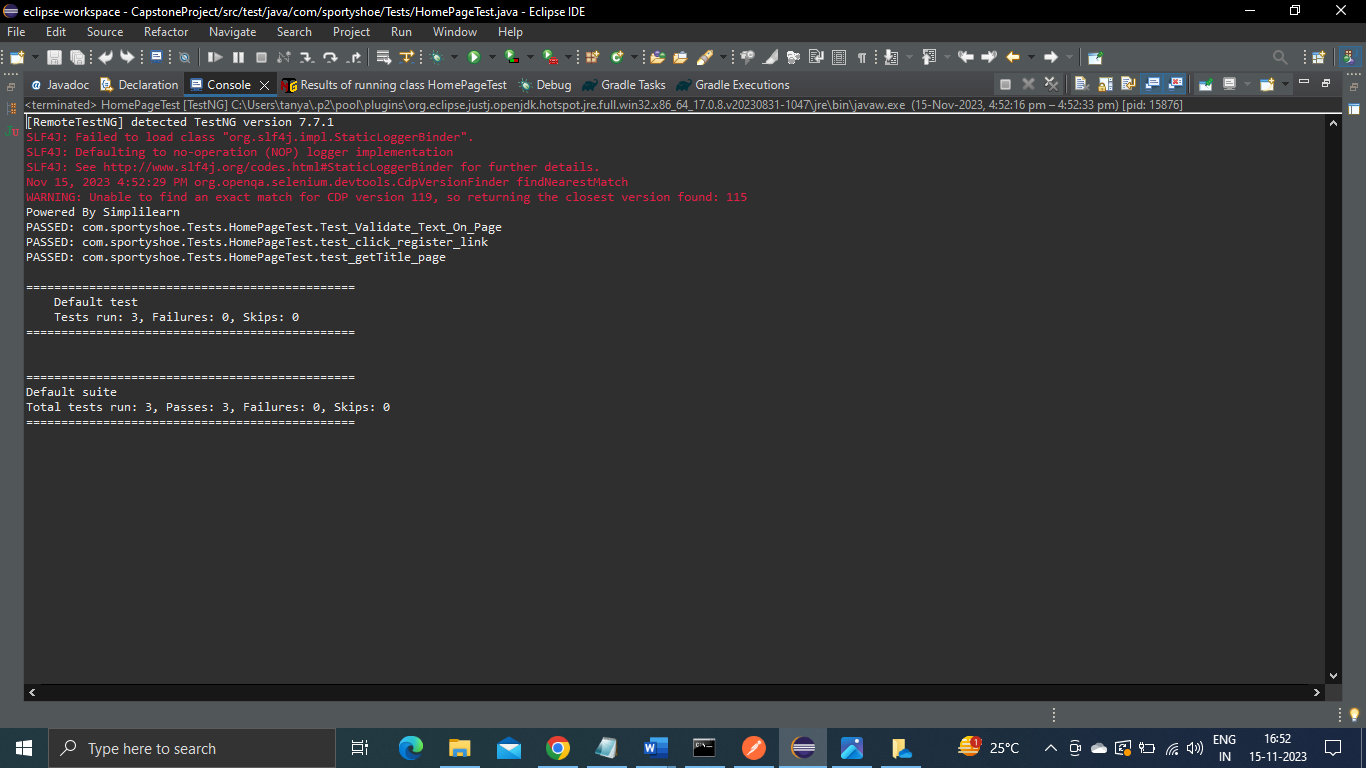 eclipse-workspace - CapstoneProject/src/test/java/com/sportyshoe/Tests/HomePageTest.java - Eclipse IDE
File Edit Source Refactor Navigate Search Project Run Window Help
Javadoc Declaration Console Results of running class HomePageTest Debug Gradle Tasks Gradle Executions
<terminated> HomePageTest [TestNG] C:\Users\tanya\.p2\pool\plugins\org.eclipse.justj.openjdk.hotspot.jre.full.win32.x86_64_17.0.8.v20230831-1047\jre\bin\javaw.exe (15-Nov-2023, 4:52:16 pm – 4:52:33 pm) [pid: 15876]
[RemoteTestNG] detected TestNG version 7.7.1
SLF4J: Failed to load class "org.slf4j.impl.StaticLoggerBinder".
SLF4J: Defaulting to no-operation (NOP) logger implementation
SLF4J: See http://www.slf4j.org/codes.html#StaticLoggerBinder for further details.
Nov 15, 2023 4:52:29 PM org.openqa.selenium.devtools.CdpVersionFinder findNearestMatch
WARNING: Unable to find an exact match for CDP version 119, so returning the closest version found: 115
Powered By Simplilearn
PASSED: com.sportyshoe.Tests.HomePageTest.Test_Validate_Text_On_Page
PASSED: com.sportyshoe.Tests.HomePageTest.test_click_register_link
PASSED: com.sportyshoe.Tests.HomePageTest.test_getTitle_page
===============================================
Default test
Tests run: 3, Failures: 0, Skips: 0
===============================================
===============================================
Default suite
Total tests run: 3, Passes: 3, Failures: 0, Skips: 0
===============================================
Type here to search
1
25°C
ENG
IN
16:52
15-11-2023